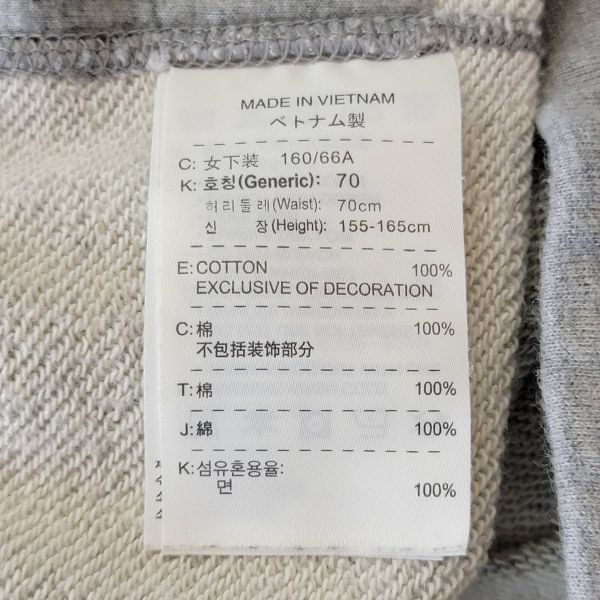 MADE IN VIETNAM
ベトナム製
C: 女下装 160/66A
K: 호칭(Generic): 70
허리둘레(Waist): 70cm
신 장(Height): 155-165cm
E: COTTON 100%
EXCLUSIVE OF DECORATION
C: 棉 100%
不包括装饰部分
T: 棉 100%
J: 綿 100%
K: 섬유혼용율:
면 100%